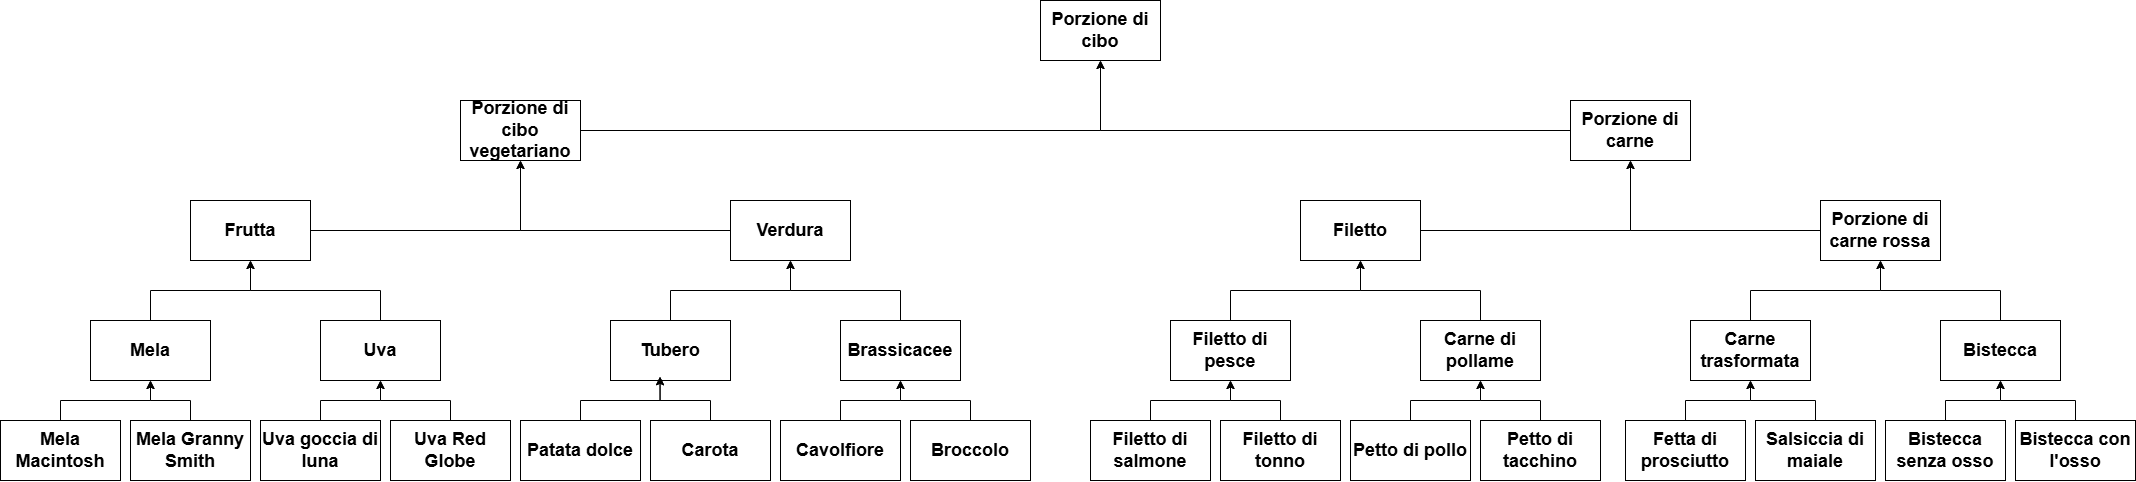 Porzione di
cibo
Porzione di
cibo
vegetariano
Porzione di
carne
Frutta
Verdura
Filetto
Porzione di
carne rossa
Mela
Uva
Tubero
Brassicacee
Filetto di
pesce
Carne di
pollame
Carne
trasformata
Bistecca
Mela
Macintosh
Mela Granny
Smith
Uva goccia di
luna
Uva Red
Globe
Patata dolce
Carota
Cavolfiore
Broccolo
Filetto di
salmone
Filetto di
tonno
Petto di pollo
Petto di
tacchino
Fetta di
prosciutto
Salsiccia di
maiale
Bistecca
senza osso
Bistecca con
l'osso